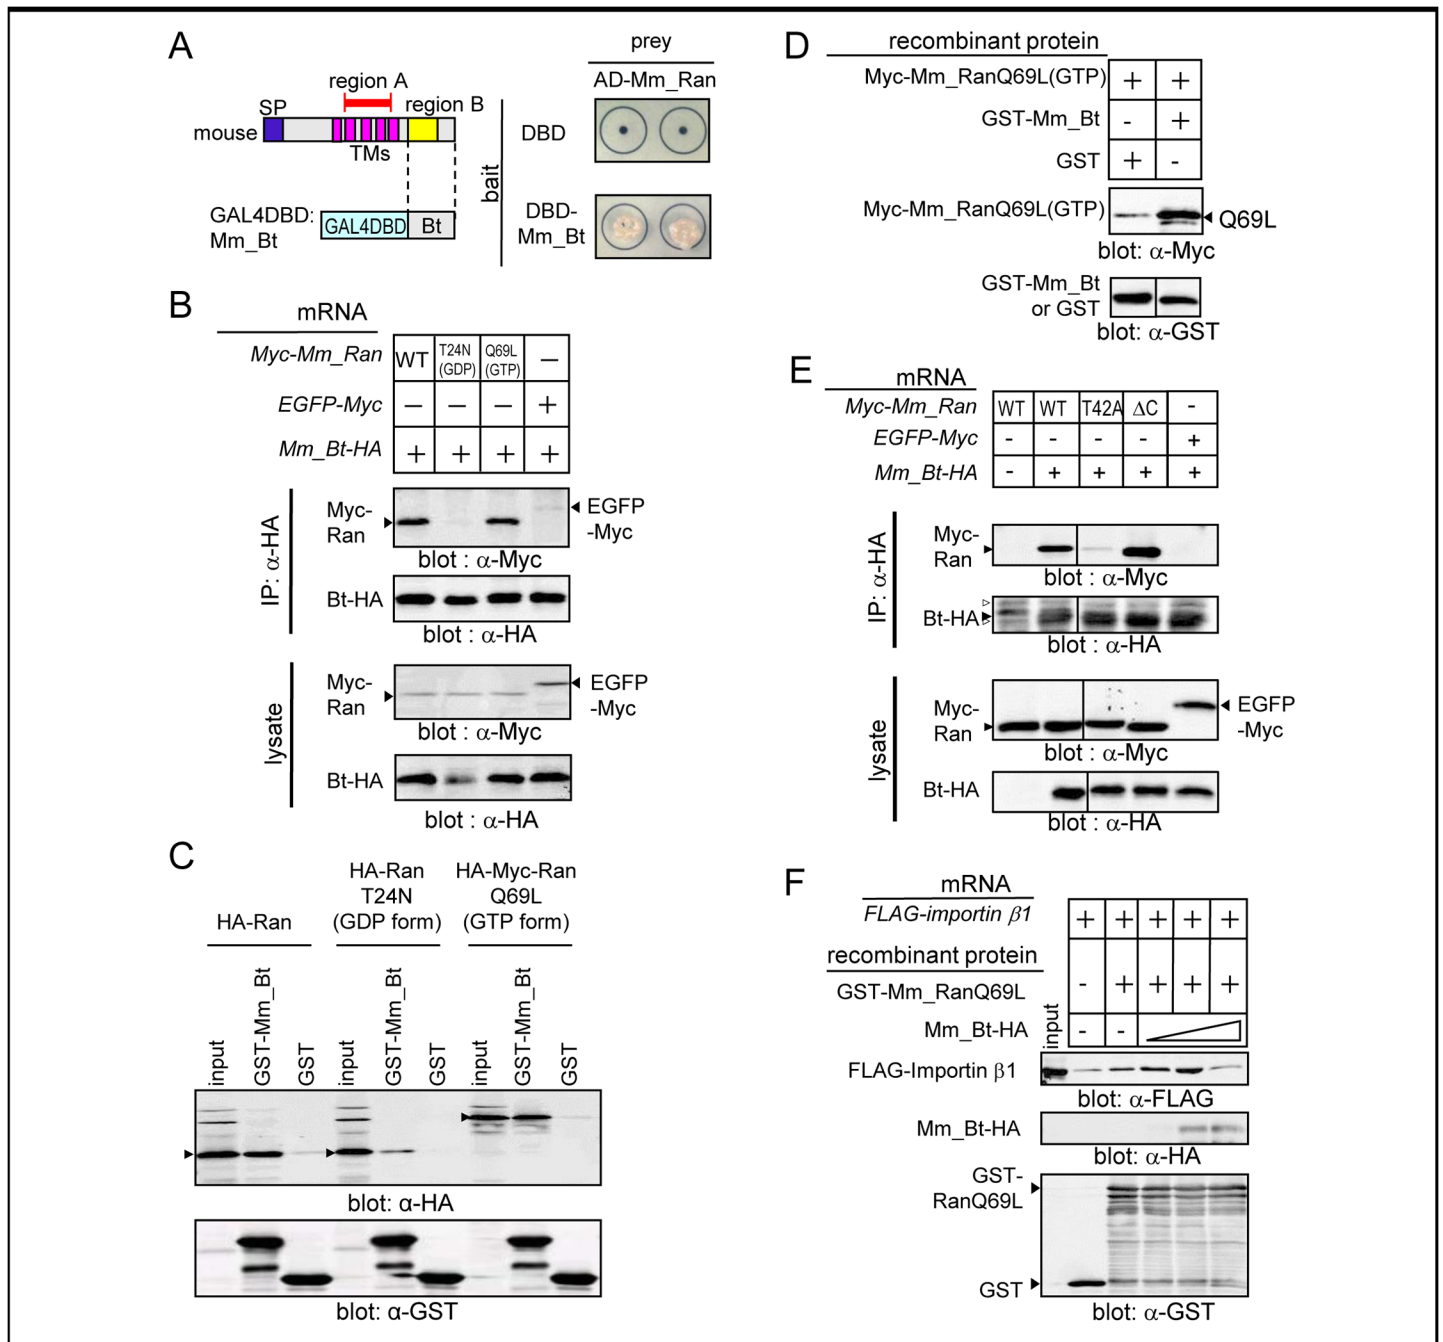 A
prey
AD-Mm_Ran
region A
region B
SP
mouse
TMs
GAL4DBD:
Mm_Bt
GAL4DBD
Bt
bait
DBD
DBD-
Mm_Bt
B
mRNA
Myc-Mm_Ran
WT
T24N
(GDP)
Q69L
(GTP)
–
EGFP-Myc
– – – +
Mm_Bt-HA
+ + + +
IP: α-HA
Myc-
Ran
EGFP
-Myc
blot : α-Myc
Bt-HA
blot : α-HA
lysate
Myc-
Ran
EGFP
-Myc
blot : α-Myc
Bt-HA
blot : α-HA
C
HA-Ran
HA-Ran
T24N
(GDP form)
HA-Myc-Ran
Q69L
(GTP form)
input
GST-Mm_Bt
GST
input
GST-Mm_Bt
GST
input
GST-Mm_Bt
GST
blot: α-HA
blot: α-GST
D
recombinant protein
Myc-Mm_RanQ69L(GTP) + +
GST-Mm_Bt - +
GST + -
Myc-Mm_RanQ69L(GTP)
Q69L
blot: α-Myc
GST-Mm_Bt
or GST
blot: α-GST
E
mRNA
Myc-Mm_Ran WT WT T42A ΔC -
EGFP-Myc - - - - +
Mm_Bt-HA - + + + +
IP: α-HA
Myc-
Ran
blot : α-Myc
Bt-HA
blot : α-HA
lysate
Myc-
Ran
EGFP
-Myc
blot : α-Myc
Bt-HA
blot : α-HA
F
mRNA
FLAG-importin β1 + + + + +
recombinant protein
GST-Mm_RanQ69L - + + + +
Mm_Bt-HA - -
input
FLAG-Importin β1
blot: α-FLAG
Mm_Bt-HA
blot: α-HA
GST-
RanQ69L
GST
blot: α-GST